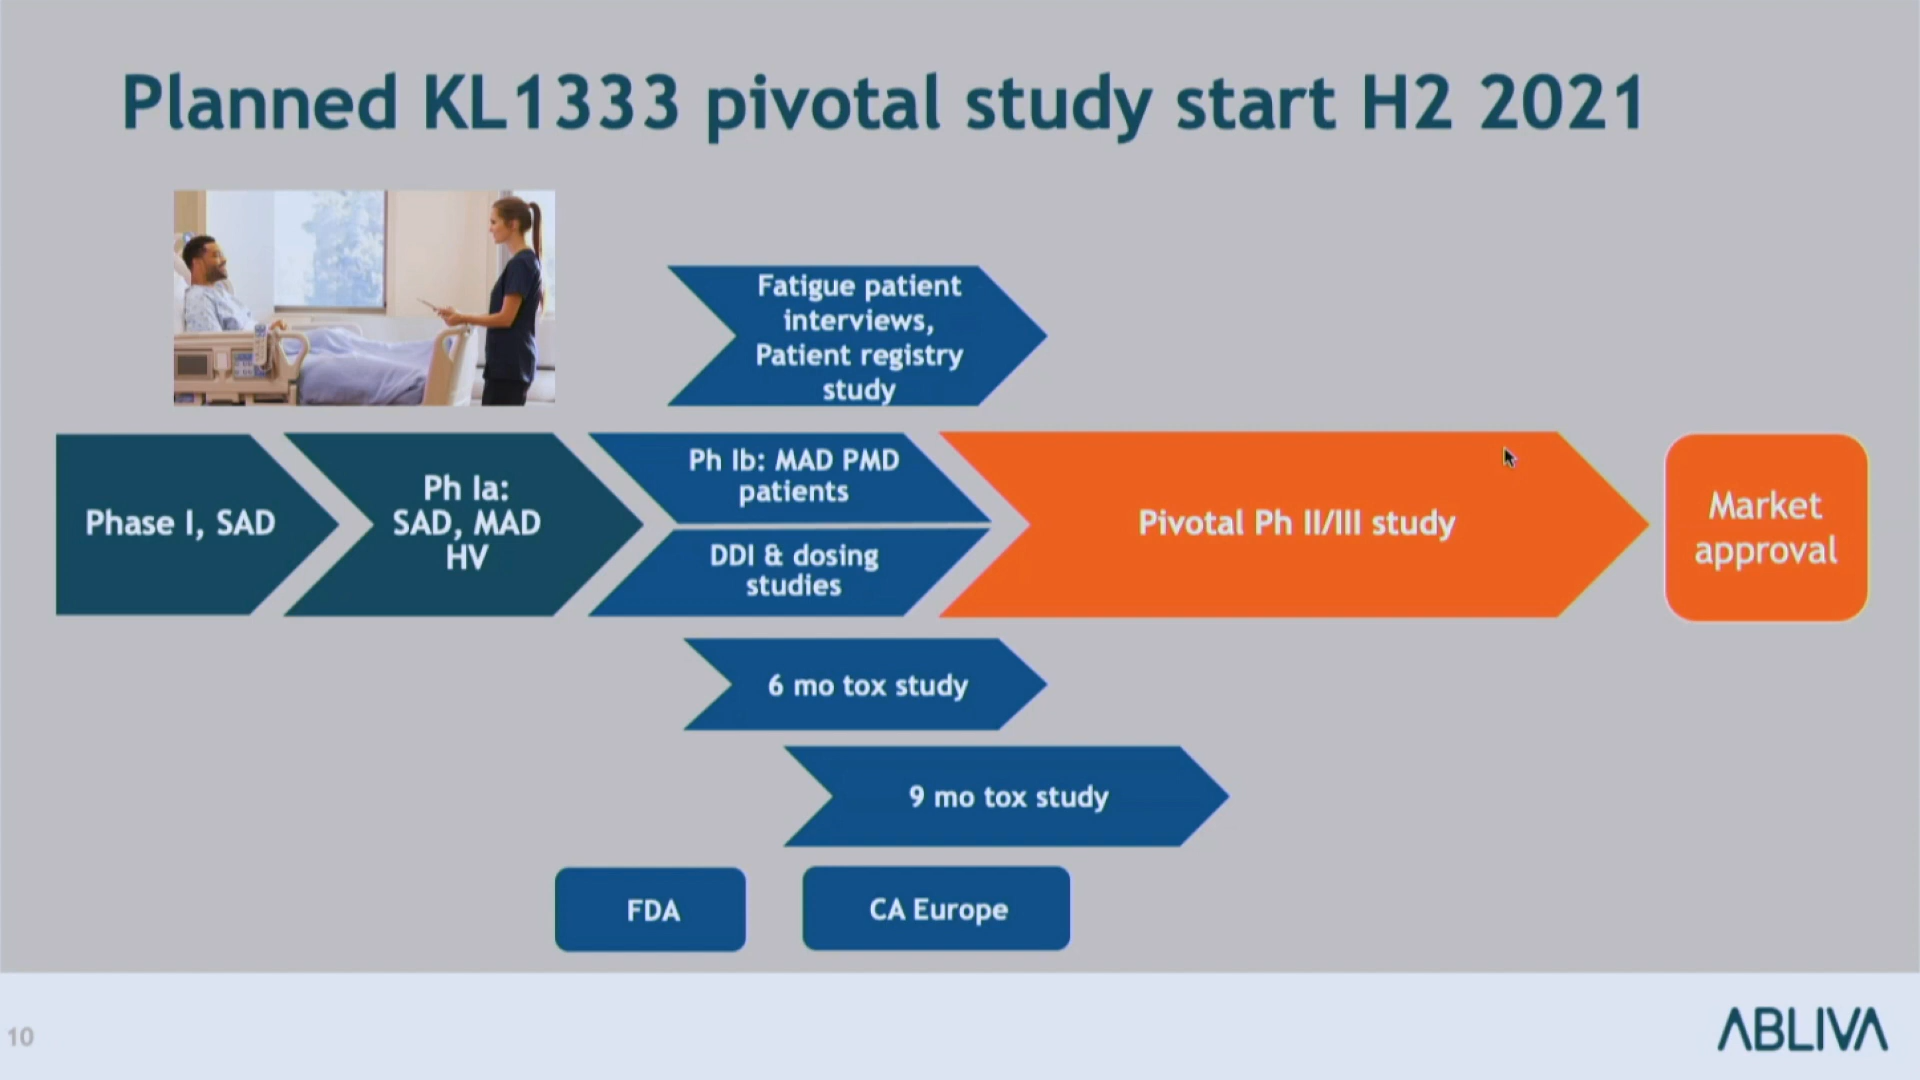 Planned KL1333 pivotal study start H2 2021
Fatigue patient
interviews,
Patient registry
study
Phase I, SAD
Ph Ia:
SAD, MAD
HV
Ph Ib: MAD PMD
patients
DDI & dosing
studies
Pivotal Ph II/III study
Market
approval
6 mo tox study
9 mo tox study
FDA
CA Europe
10
ABLIVA